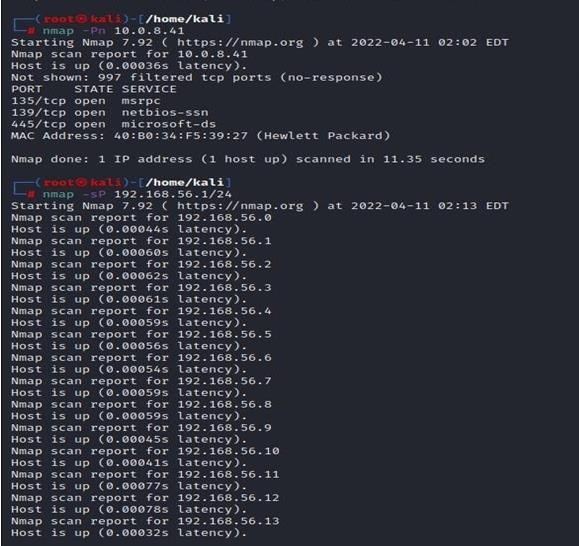 ┌──(root㉿kali)-[/home/kali]
└─# nmap -Pn 10.0.8.41
Starting Nmap 7.92 ( https://nmap.org ) at 2022-04-11 02:02 EDT
Nmap scan report for 10.0.8.41
Host is up (0.00036s latency).
Not shown: 997 filtered tcp ports (no-response)
PORT    STATE SERVICE
135/tcp open  msrpc
139/tcp open  netbios-ssn
445/tcp open  microsoft-ds
MAC Address: 40:B0:34:F5:39:27 (Hewlett Packard)
Nmap done: 1 IP address (1 host up) scanned in 11.35 seconds
┌──(root㉿kali)-[/home/kali]
└─# nmap -sP 192.168.56.1/24
Starting Nmap 7.92 ( https://nmap.org ) at 2022-04-11 02:13 EDT
Nmap scan report for 192.168.56.0
Host is up (0.00044s latency).
Nmap scan report for 192.168.56.1
Host is up (0.00060s latency).
Nmap scan report for 192.168.56.2
Host is up (0.00062s latency).
Nmap scan report for 192.168.56.3
Host is up (0.00061s latency).
Nmap scan report for 192.168.56.4
Host is up (0.00059s latency).
Nmap scan report for 192.168.56.5
Host is up (0.00056s latency).
Nmap scan report for 192.168.56.6
Host is up (0.00054s latency).
Nmap scan report for 192.168.56.7
Host is up (0.00059s latency).
Nmap scan report for 192.168.56.8
Host is up (0.00059s latency).
Nmap scan report for 192.168.56.9
Host is up (0.00045s latency).
Nmap scan report for 192.168.56.10
Host is up (0.00041s latency).
Nmap scan report for 192.168.56.11
Host is up (0.00077s latency).
Nmap scan report for 192.168.56.12
Host is up (0.00078s latency).
Nmap scan report for 192.168.56.13
Host is up (0.00032s latency).